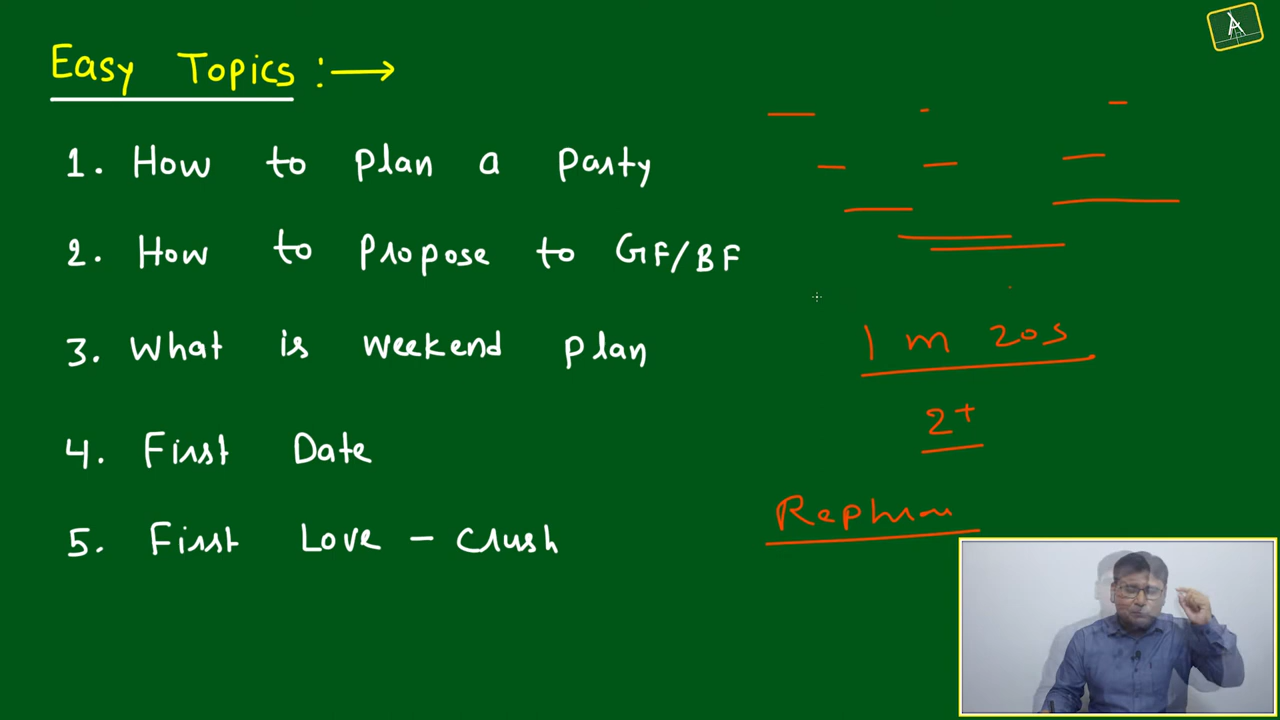 Easy Topics :→
1. How to plan a party
2. How to Propose to GF/BF
3. What is weekend plan
4. First Date
5. First Love - Crush
1 m 20s
2+